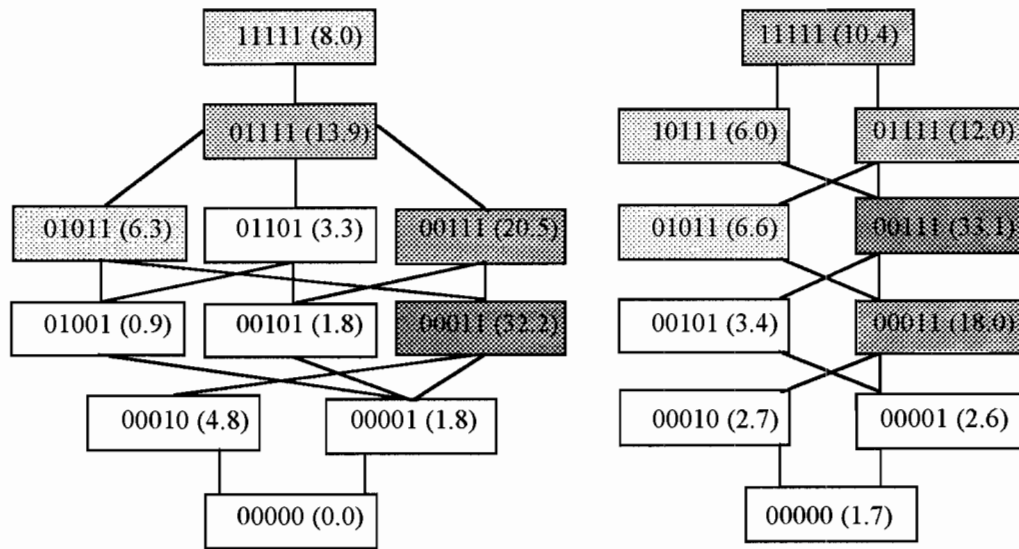 11111 (8.0)
01111 (13.9)
01011 (6.3) 01101 (3.3) 00111 (20.5)
01001 (0.9) 00101 (1.8) 00011 (32.2)
00010 (4.8) 00001 (1.8)
00000 (0.0)
11111 (10.4)
10111 (6.0) 01111 (12.0)
01011 (6.6) 00111 (33.1)
00101 (3.4) 00011 (18.0)
00010 (2.7) 00001 (2.6)
00000 (1.7)